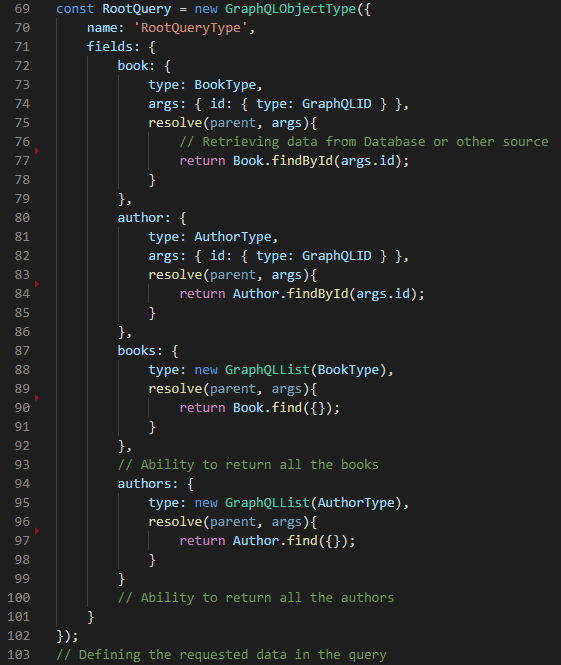 69 const RootQuery = new GraphQLObjectType({
70     name: 'RootQueryType',
71     fields: {
72         book: {
73             type: BookType,
74             args: { id: { type: GraphQLID } },
75             resolve(parent, args){
76                 // Retrieving data from Database or other source
77                 return Book.findById(args.id);
78             }
79         },
80         author: {
81             type: AuthorType,
82             args: { id: { type: GraphQLID } },
83             resolve(parent, args){
84                 return Author.findById(args.id);
85             }
86         },
87         books: {
88             type: new GraphQLList(BookType),
89             resolve(parent, args){
90                 return Book.find({});
91             }
92         },
93         // Ability to return all the books
94         authors: {
95             type: new GraphQLList(AuthorType),
96             resolve(parent, args){
97                 return Author.find({});
98             }
99         }
100         // Ability to return all the authors
101     }
102 });
103 // Defining the requested data in the query